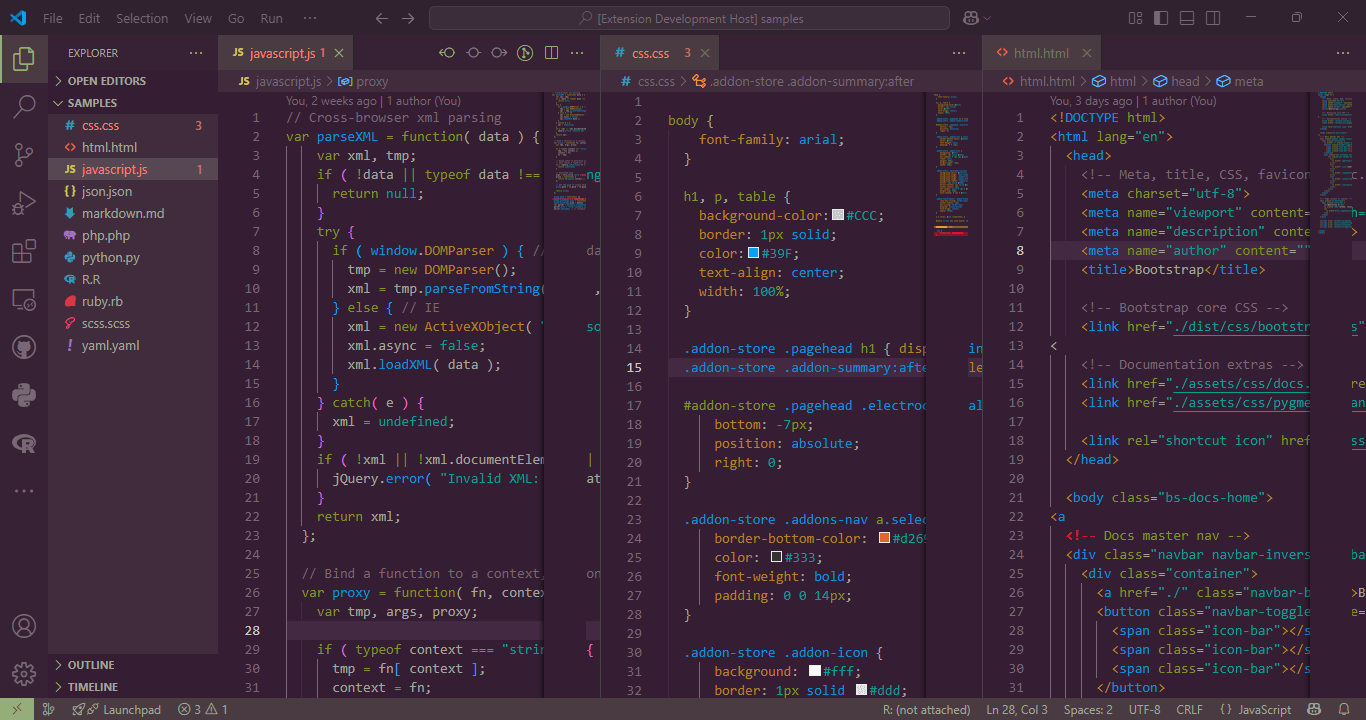 File Edit Selection View Go Run ··· [Extension Development Host] samples
EXPLORER ···
OPEN EDITORS
SAMPLES
css.css 3
html.html
javascript.js 1
json.json
markdown.md
php.php
python.py
R.R
ruby.rb
scss.scss
yaml.yaml
OUTLINE
TIMELINE
JS javascript.js 1
JS javascript.js > proxy
You, 2 weeks ago | 1 author (You)
1 // Cross-browser xml parsing
2 var parseXML = function( data ) {
3 var xml, tmp;
4 if ( !data || typeof data !== ng
5 return null;
6 }
7 try {
8 if ( window.DOMParser ) { // da
9 tmp = new DOMParser();
10 xml = tmp.parseFromString( ,
11 } else { // IE
12 xml = new ActiveXObject( " so
13 xml.async = false;
14 xml.loadXML( data );
15 }
16 } catch( e ) {
17 xml = undefined;
18 }
19 if ( !xml || !xml.documentElem |
20 jQuery.error( "Invalid XML: at
21 }
22 return xml;
23 };
24
25 // Bind a function to a context, on
26 var proxy = function( fn, contex
27 var tmp, args, proxy;
28
29 if ( typeof context === "strin {
30 tmp = fn[ context ];
31 context = fn;
# css.css 3
# css.css > .addon-store .addon-summary:after
1
2 body {
3 font-family: arial;
4 }
5
6 h1, p, table {
7 background-color: #CCC;
8 border: 1px solid;
9 color: #39F;
10 text-align: center;
11 width: 100%;
12 }
13
14 .addon-store .pagehead h1 { disp in
15 .addon-store .addon-summary:afte le
16
17 #addon-store .pagehead .electroc al
18 bottom: -7px;
19 position: absolute;
20 right: 0;
21 }
22
23 .addon-store .addons-nav a.selec
24 border-bottom-color: #d269
25 color: #333;
26 font-weight: bold;
27 padding: 0 0 14px;
28 }
29
30 .addon-store .addon-icon {
31 background: #fff;
32 border: 1px solid #ddd;
html.html
html.html > html > head > meta
You, 3 days ago | 1 author (You)
1 <!DOCTYPE html>
2 <html lang="en">
3 <head>
4 <!-- Meta, title, CSS, favicon c.
5 <meta charset="utf-8">
6 <meta name="viewport" content= h=
7 <meta name="description" conte >
8 <meta name="author" content=""
9 <title>Bootstrap</title>
10
11 <!-- Bootstrap core CSS -->
12 <link href="./dist/css/bootstr s"
13 <
14 <!-- Documentation extras -->
15 <link href="./assets/css/docs. re
16 <link href="./assets/css/pygme an
17
18 <link rel="shortcut icon" href ss
19 </head>
20
21 <body class="bs-docs-home">
22 <a
23 <!-- Docs master nav -->
24 <div class="navbar navbar-invers ba
25 <div class="container">
26 <a href="./" class="navbar-b >B
27 <button class="navbar-toggle e=
28 <span class="icon-bar"></s
29 <span class="icon-bar"></s
30 <span class="icon-bar"></s
31 </button>
Launchpad 3 1 R: (not attached) Ln 28, Col 3 Spaces: 2 UTF-8 CRLF { } JavaScript